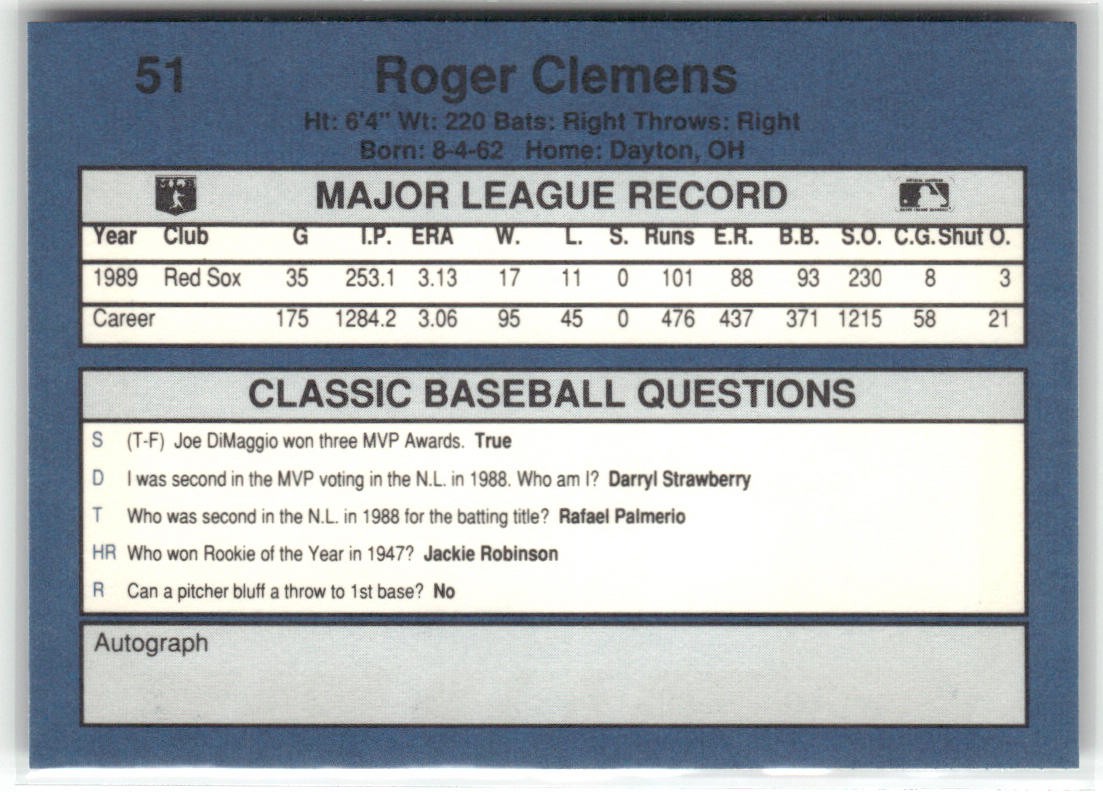 51 Roger Clemens
Ht: 6'4" Wt: 220 Bats: Right Throws: Right
Born: 8-4-62 Home: Dayton, OH
MAJOR LEAGUE RECORD
Year Club G I.P. ERA W. L. S. Runs E.R. B.B. S.O. C.G. Shut O.
1989 Red Sox 35 253.1 3.13 17 11 0 101 88 93 230 8 3
Career 175 1284.2 3.06 95 45 0 476 437 371 1215 58 21
CLASSIC BASEBALL QUESTIONS
S (T-F) Joe DiMaggio won three MVP Awards. True
D I was second in the MVP voting in the N.L. in 1988. Who am I? Darryl Strawberry
T Who was second in the N.L. in 1988 for the batting title? Rafael Palmerio
HR Who won Rookie of the Year in 1947? Jackie Robinson
R Can a pitcher bluff a throw to 1st base? No
Autograph